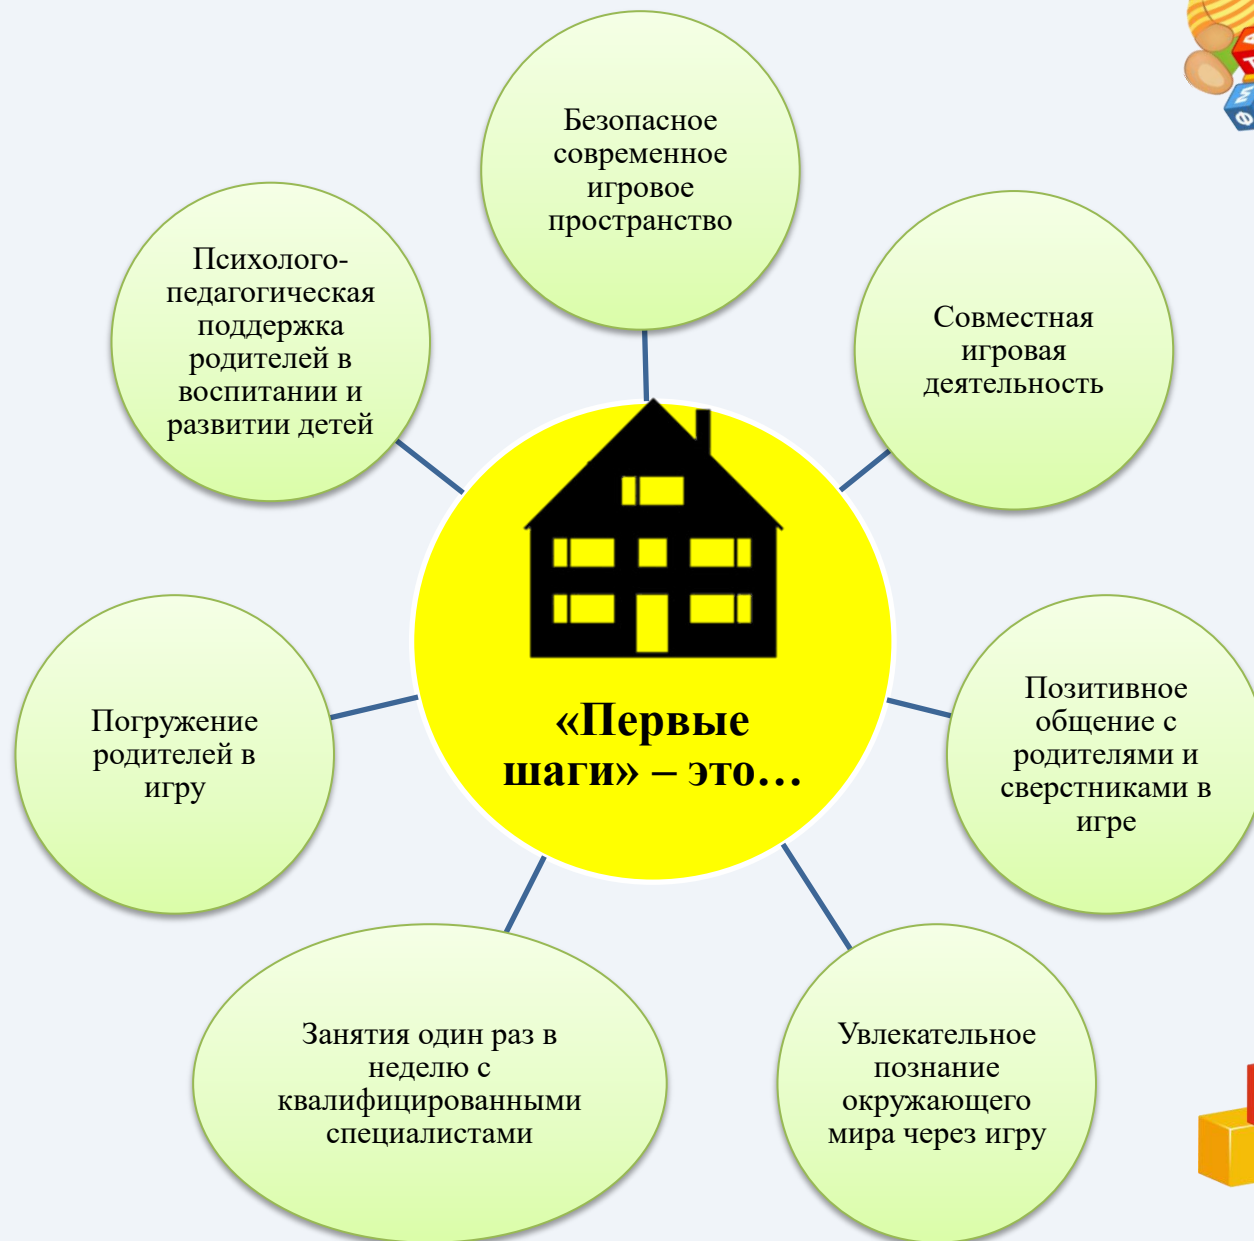 Безопасное
современное
игровое
пространство
Психолого-
педагогическая
поддержка
родителей в
воспитании и
развитии детей
Совместная
игровая
деятельность
«Первые
шаги» – это…
Погружение
родителей в
игру
Позитивное
общение с
родителями и
сверстниками в
игре
Занятия один раз в
неделю с
квалифицированными
специалистами
Увлекательное
познание
окружающего
мира через игру